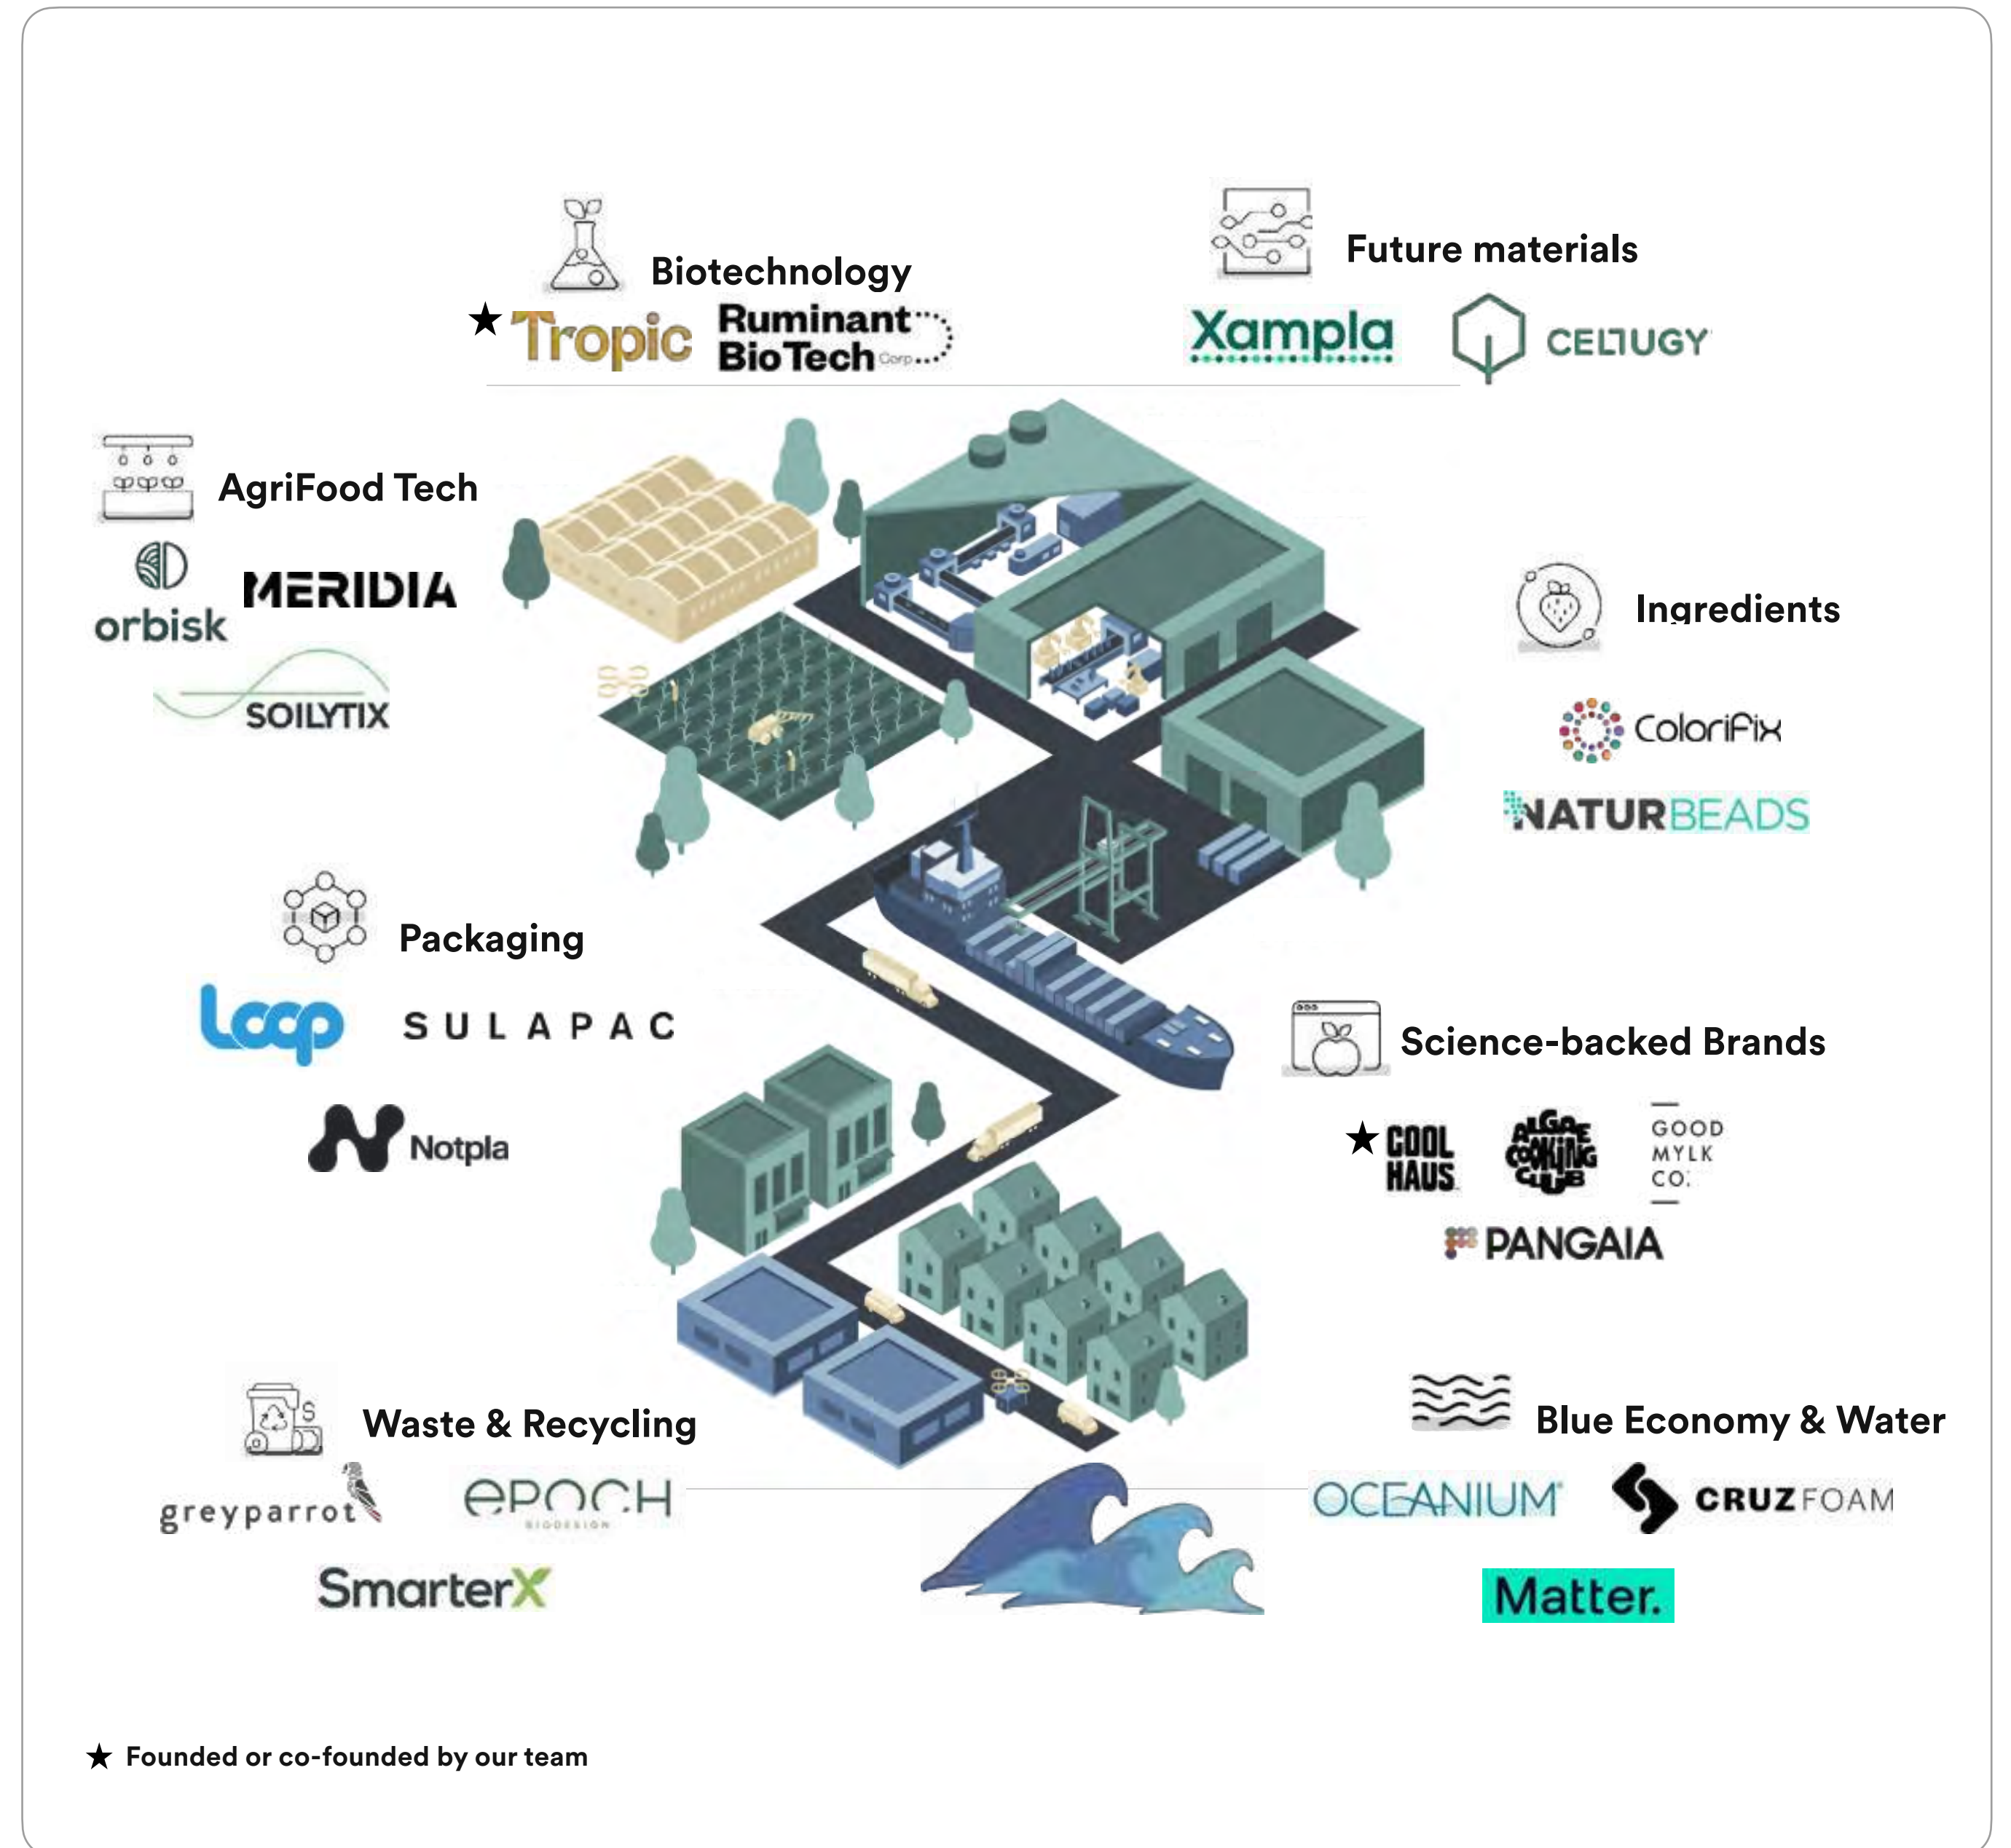 Biotechnology
Tropic
Ruminant
BioTech Corp
Future materials
Xampla
CELLUGY
AgriFood Tech
orbisk
MERIDIA
SOILYTIX
Ingredients
Colorifix
NATURBEADS
Packaging
Loop
SULAPAC
Notpla
Science-backed Brands
COOL
HAUS
ALGAE
COOKING
CLUB
GOOD
MYLK
CO.
PANGAIA
Waste & Recycling
greyparrot
EPOCH
BIODESIGN
SmarterX
Blue Economy & Water
OCEANIUM
CRUZ FOAM
Matter.
★ Founded or co-founded by our team